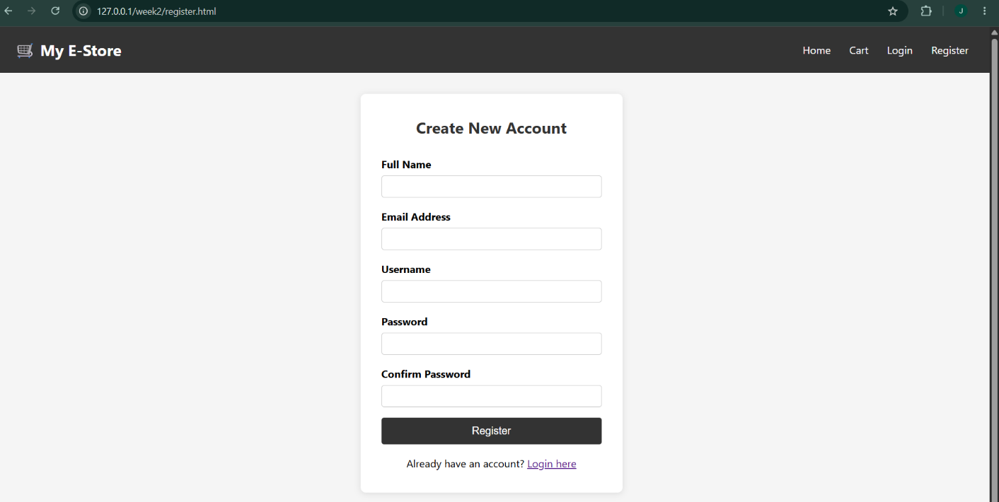 127.0.0.1/week2/register.html
J
My E-Store
Home Cart Login Register
Create New Account
Full Name
Email Address
Username
Password
Confirm Password
Register
Already have an account? Login here